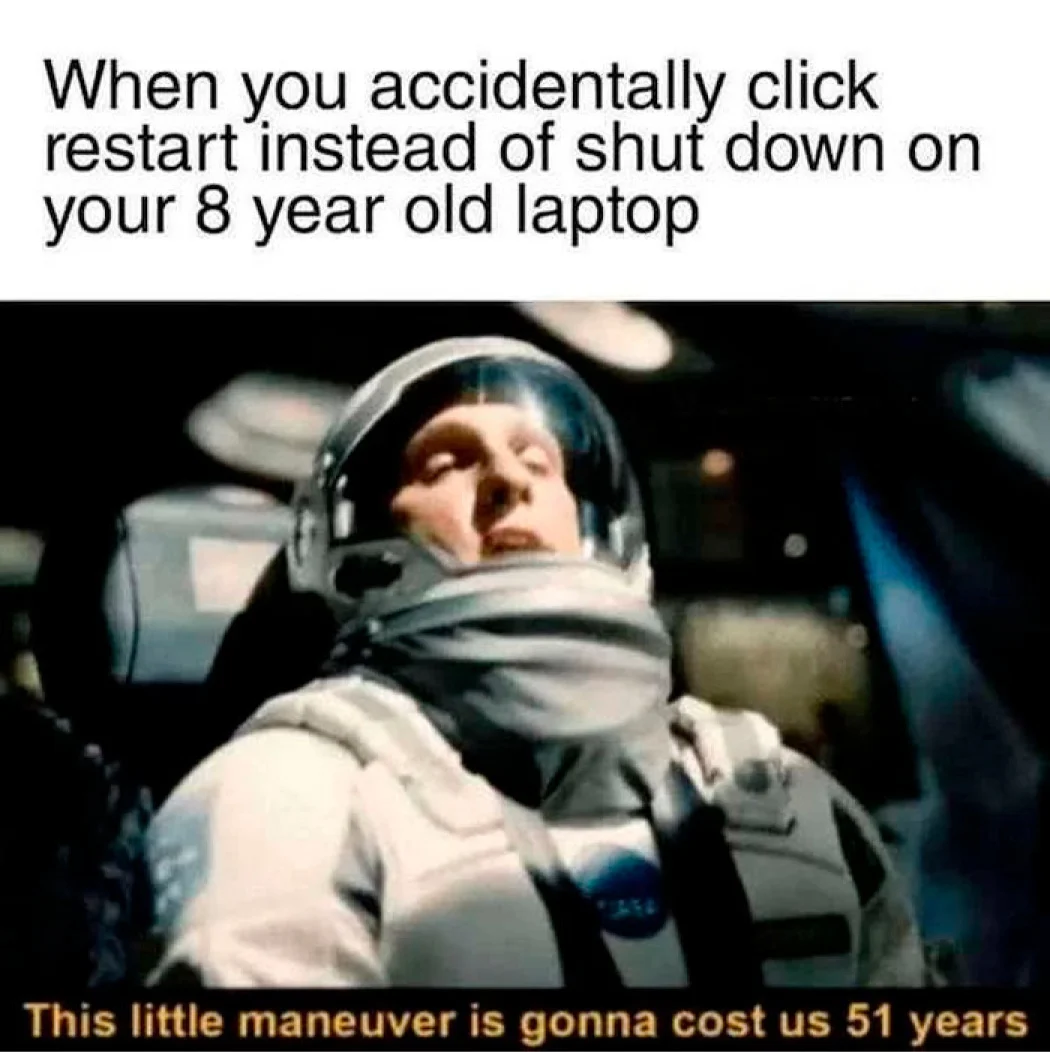 When you accidentally click
restart instead of shut down on
your 8 year old laptop
This little maneuver is gonna cost us 51 years